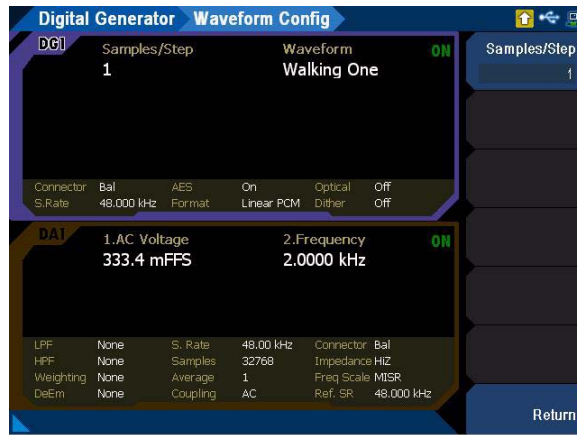 Digital Generator Waveform Config
DG1 Samples/Step Waveform ON
1 Walking One
Connector Bal AES On Optical Off
S.Rate 48.000 kHz Format Linear PCM Dither Off
DA1 1.AC Voltage 2.Frequency ON
333.4 mFFS 2.0000 kHz
LPF None S. Rate 48.00 kHz Connector Bal
HPF None Samples 32768 Impedance HiZ
Weighting None Average 1 Freq Scale MISR
DeEm None Coupling AC Ref. SR 48.000 kHz
Samples/Step
1
Return